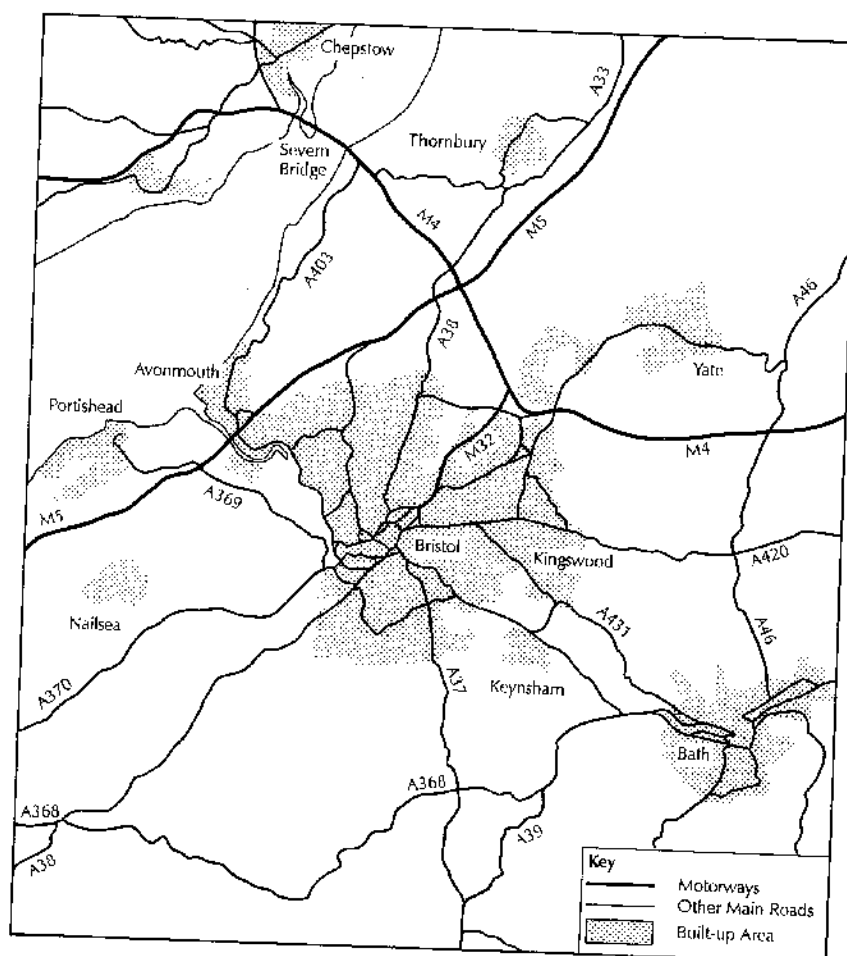 Chepstow
A33
Severn
Bridge
Thornbury
M4
M5
A403
A46
A38
Yate
Avonmouth
Portishead
M32
M4
A369
M5
Bristol
Kingswood
A420
Nailsea
A431
A46
A370
A37
Keynsham
Bath
A368
A368
A38
A39
Key
Motorways
Other Main Roads
Built-up Area